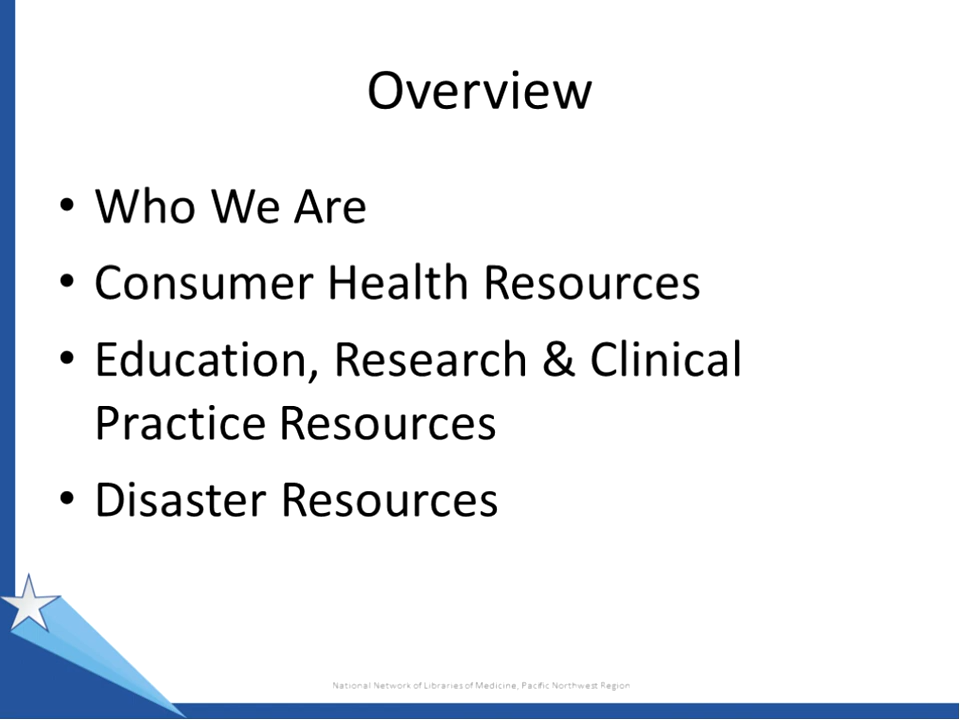 Overview
• Who We Are
• Consumer Health Resources
• Education, Research & Clinical
Practice Resources
• Disaster Resources
National Network of Libraries of Medicine, Pacific Northwest Region